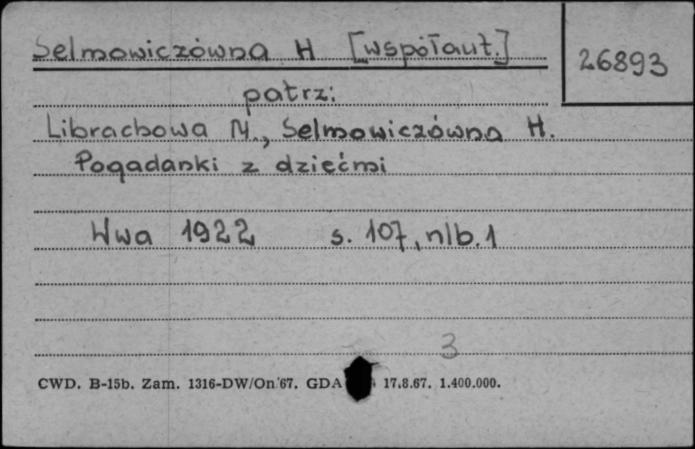 Selmowiczówna H [współaut.]
26893
patrz:
Librachowa M., Selmowiczówna H.
Pogadanki z dziećmi
Wwa 1922 s. 107, nlb. 1
3
CWD. B-15b. Zam. 1316-DW/On/67. GDA 17.8.67. 1.400.000.